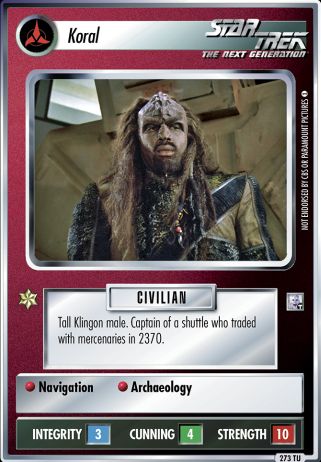 Koral
STAR TREK
THE NEXT GENERATION
NOT ENDORSED BY CBS OR PARAMOUNT PICTURES
CIVILIAN
Tall Klingon male. Captain of a shuttle who traded
with mercenaries in 2370.
Navigation Archaeology
INTEGRITY 3 CUNNING 4 STRENGTH 10
273 TU